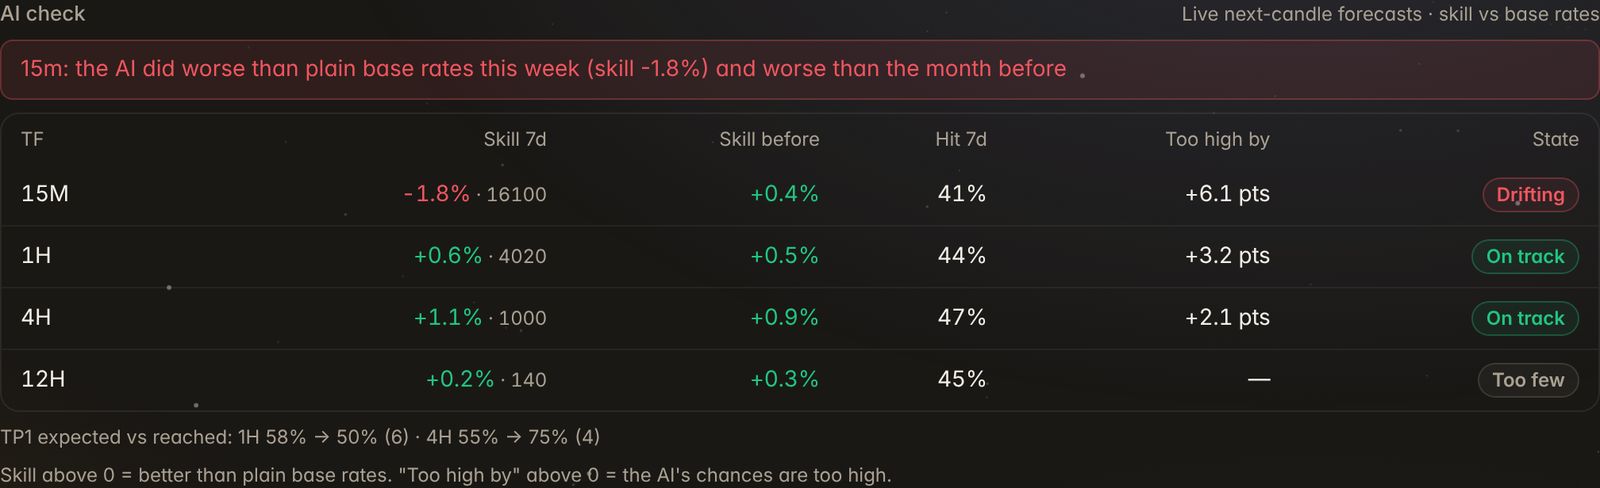 AI check
Live next-candle forecasts · skill vs base rates
15m: the AI did worse than plain base rates this week (skill -1.8%) and worse than the month before
TF Skill 7d Skill before Hit 7d Too high by State
15M -1.8% · 16100 +0.4% 41% +6.1 pts Drifting
1H +0.6% · 4020 +0.5% 44% +3.2 pts On track
4H +1.1% · 1000 +0.9% 47% +2.1 pts On track
12H +0.2% · 140 +0.3% 45% — Too few
TP1 expected vs reached: 1H 58% → 50% (6) · 4H 55% → 75% (4)
Skill above 0 = better than plain base rates. "Too high by" above 0 = the AI's chances are too high.